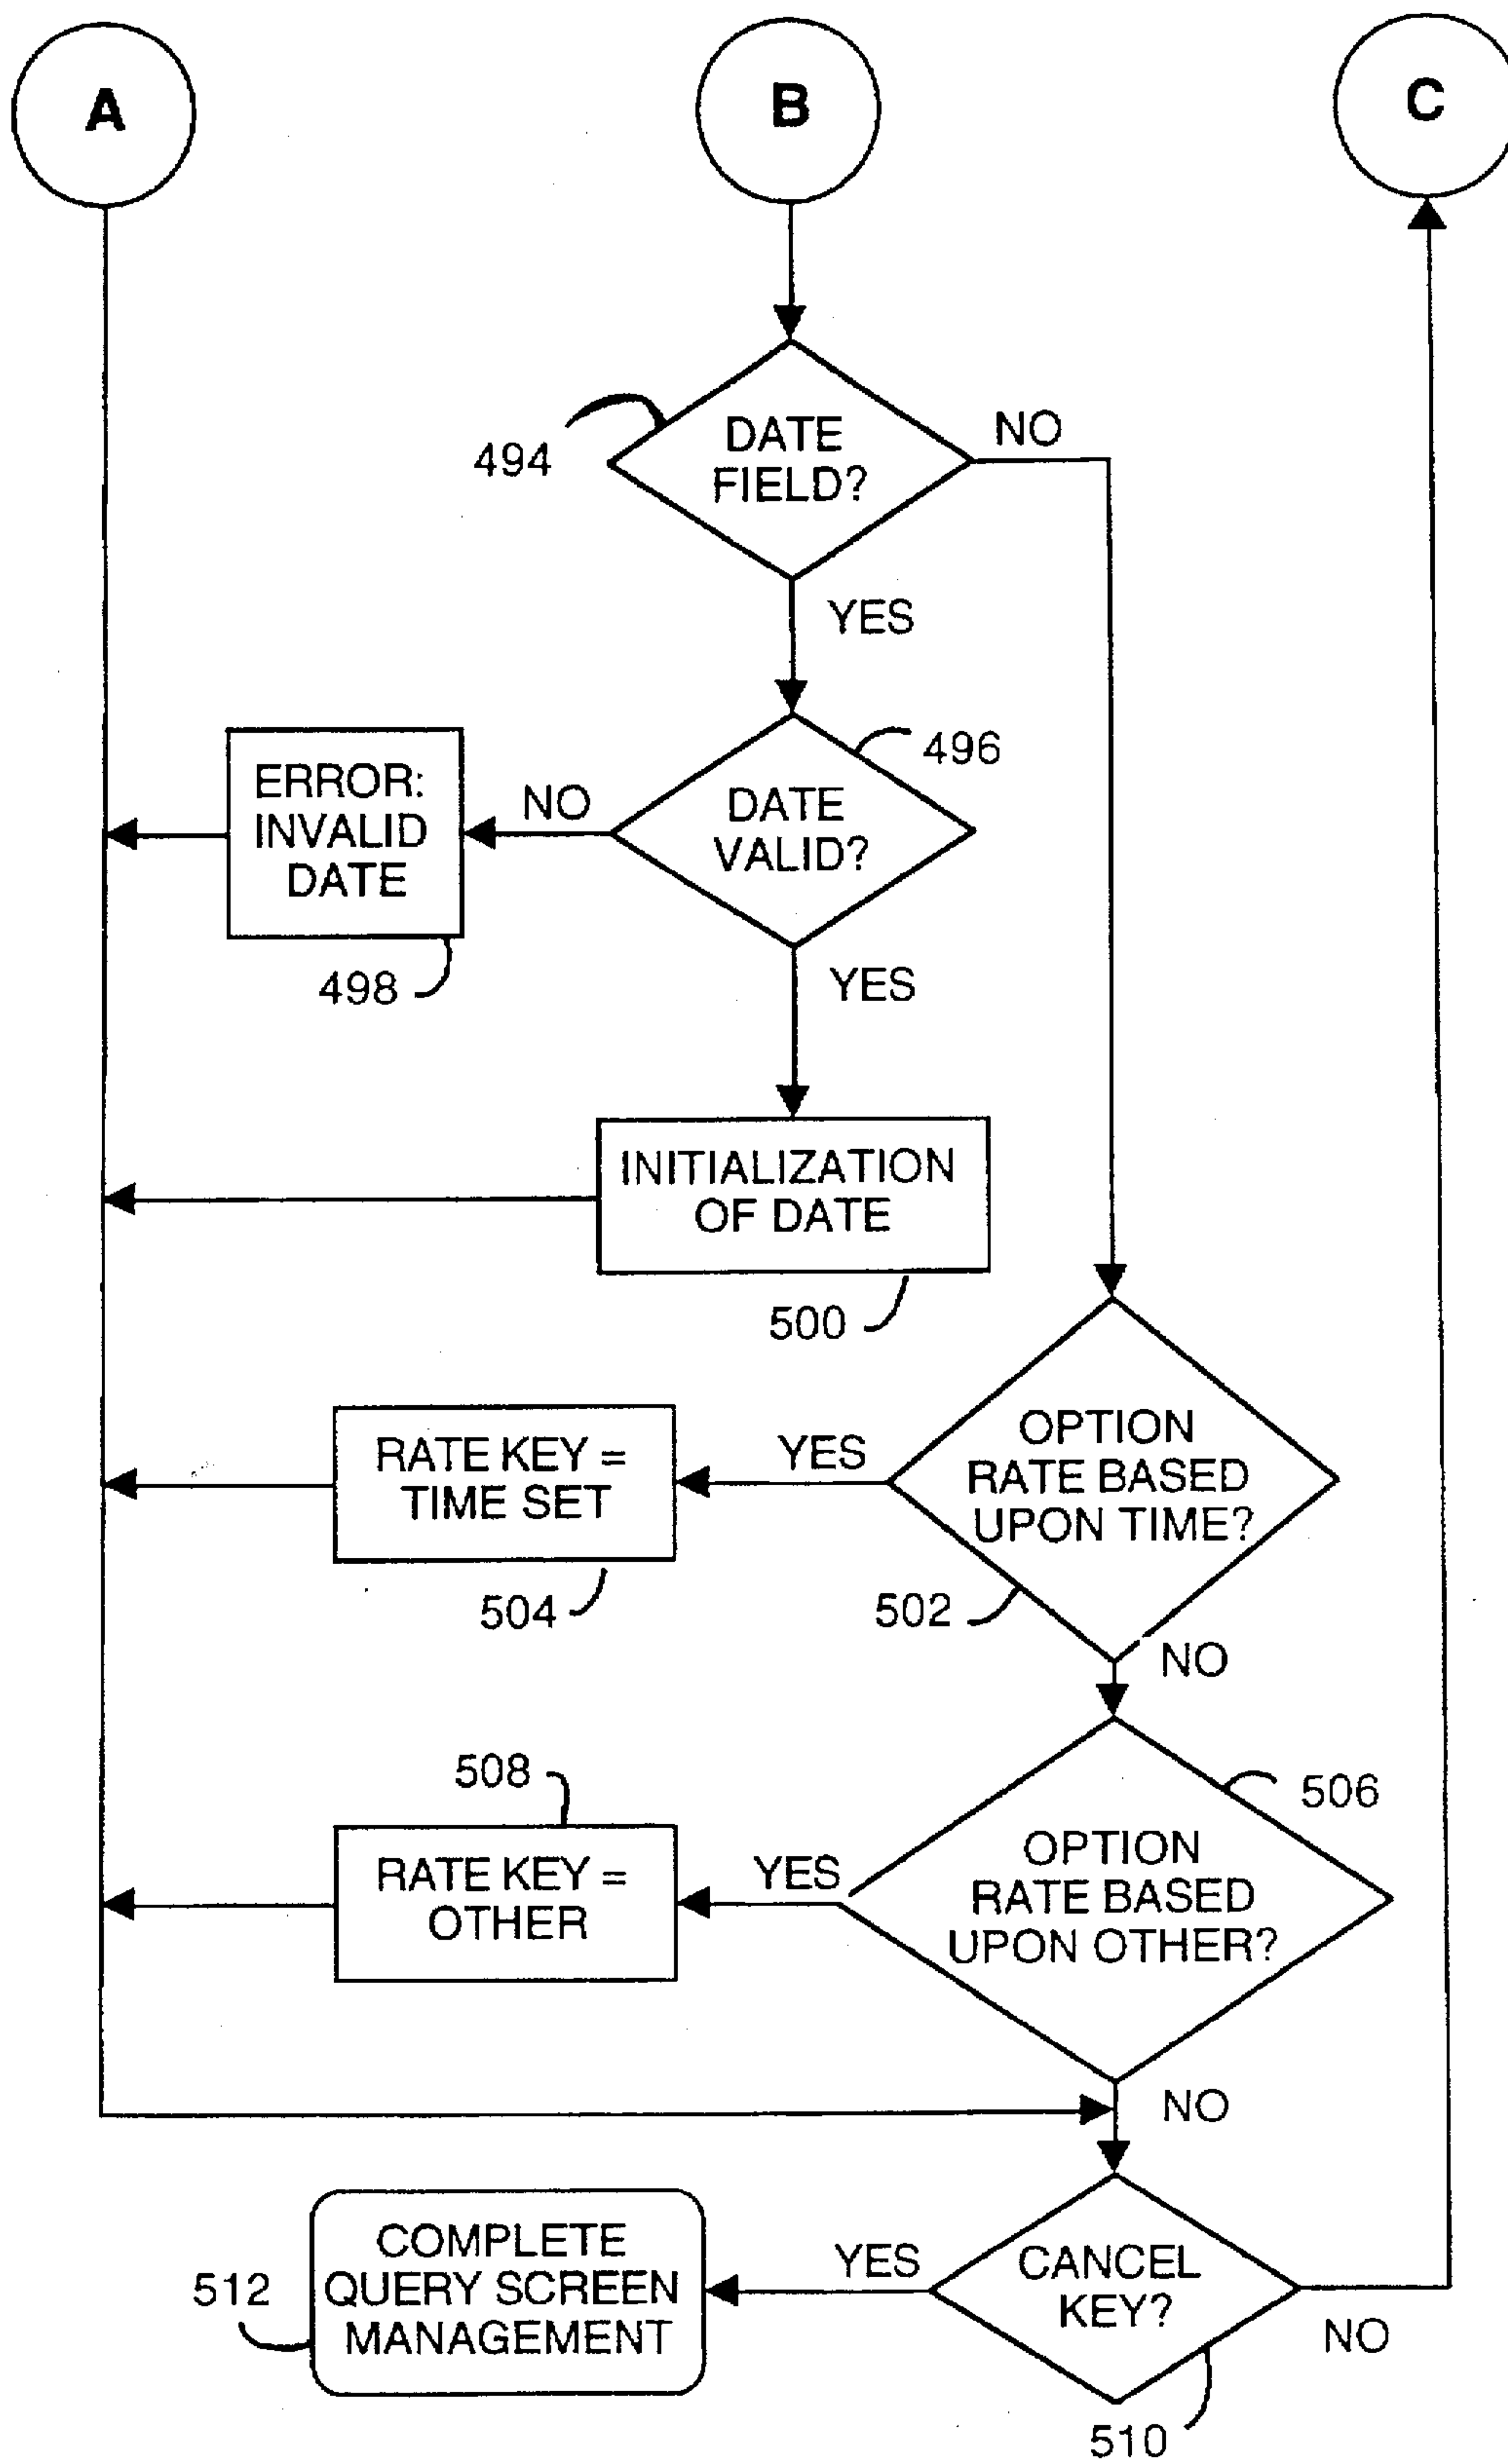 A
B
C
DATE
FIELD?
494
NO
YES
496
DATE
VALID?
NO
ERROR:
INVALID
DATE
498
YES
INITIALIZATION
OF DATE
500
OPTION
RATE BASED
UPON TIME?
502
YES
RATE KEY =
TIME SET
504
NO
506
OPTION
RATE BASED
UPON OTHER?
YES
508
RATE KEY =
OTHER
NO
CANCEL
KEY?
510
YES
NO
COMPLETE
QUERY SCREEN
MANAGEMENT
512